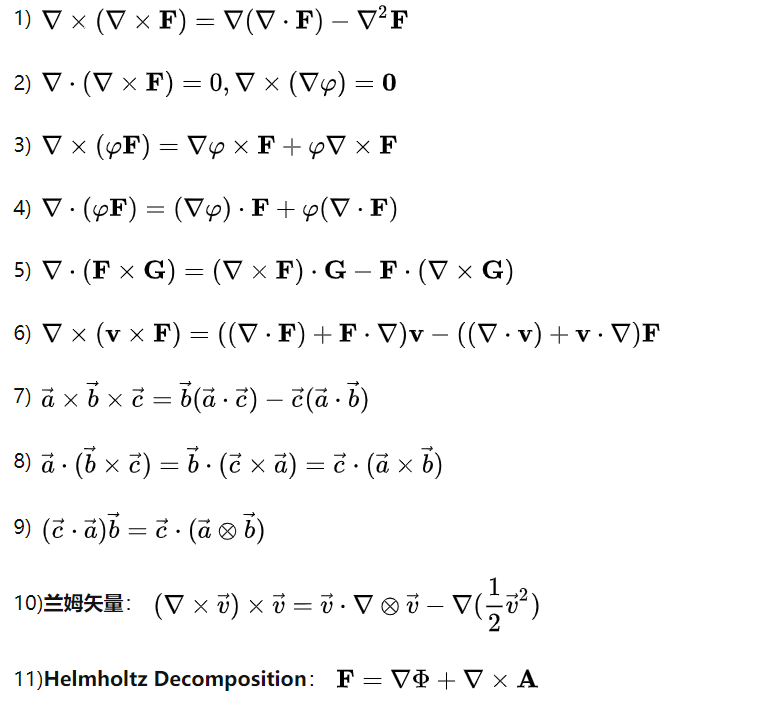 1) ∇ × (∇ × 𝐅) = ∇(∇ · 𝐅) − ∇²𝐅
2) ∇ · (∇ × 𝐅) = 0, ∇ × (∇φ) = 𝟎
3) ∇ × (φ𝐅) = ∇φ × 𝐅 + φ∇ × 𝐅
4) ∇ · (φ𝐅) = (∇φ) · 𝐅 + φ(∇ · 𝐅)
5) ∇ · (𝐅 × 𝐆) = (∇ × 𝐅) · 𝐆 − 𝐅 · (∇ × 𝐆)
6) ∇ × (𝐯 × 𝐅) = ((∇ · 𝐅) + 𝐅 · ∇)𝐯 − ((∇ · 𝐯) + 𝐯 · ∇)𝐅
7) a⃗ × b⃗ × c⃗ = b⃗(a⃗ · c⃗) − c⃗(a⃗ · b⃗)
8) a⃗ · (b⃗ × c⃗) = b⃗ · (c⃗ × a⃗) = c⃗ · (a⃗ × b⃗)
9) (c⃗ · a⃗)b⃗ = c⃗ · (a⃗ ⊗ b⃗)
10)兰姆矢量： (∇ × v⃗) × v⃗ = v⃗ · ∇ ⊗ v⃗ − ∇(½v⃗²)
11)Helmholtz Decomposition： 𝐅 = ∇Φ + ∇ × 𝐀